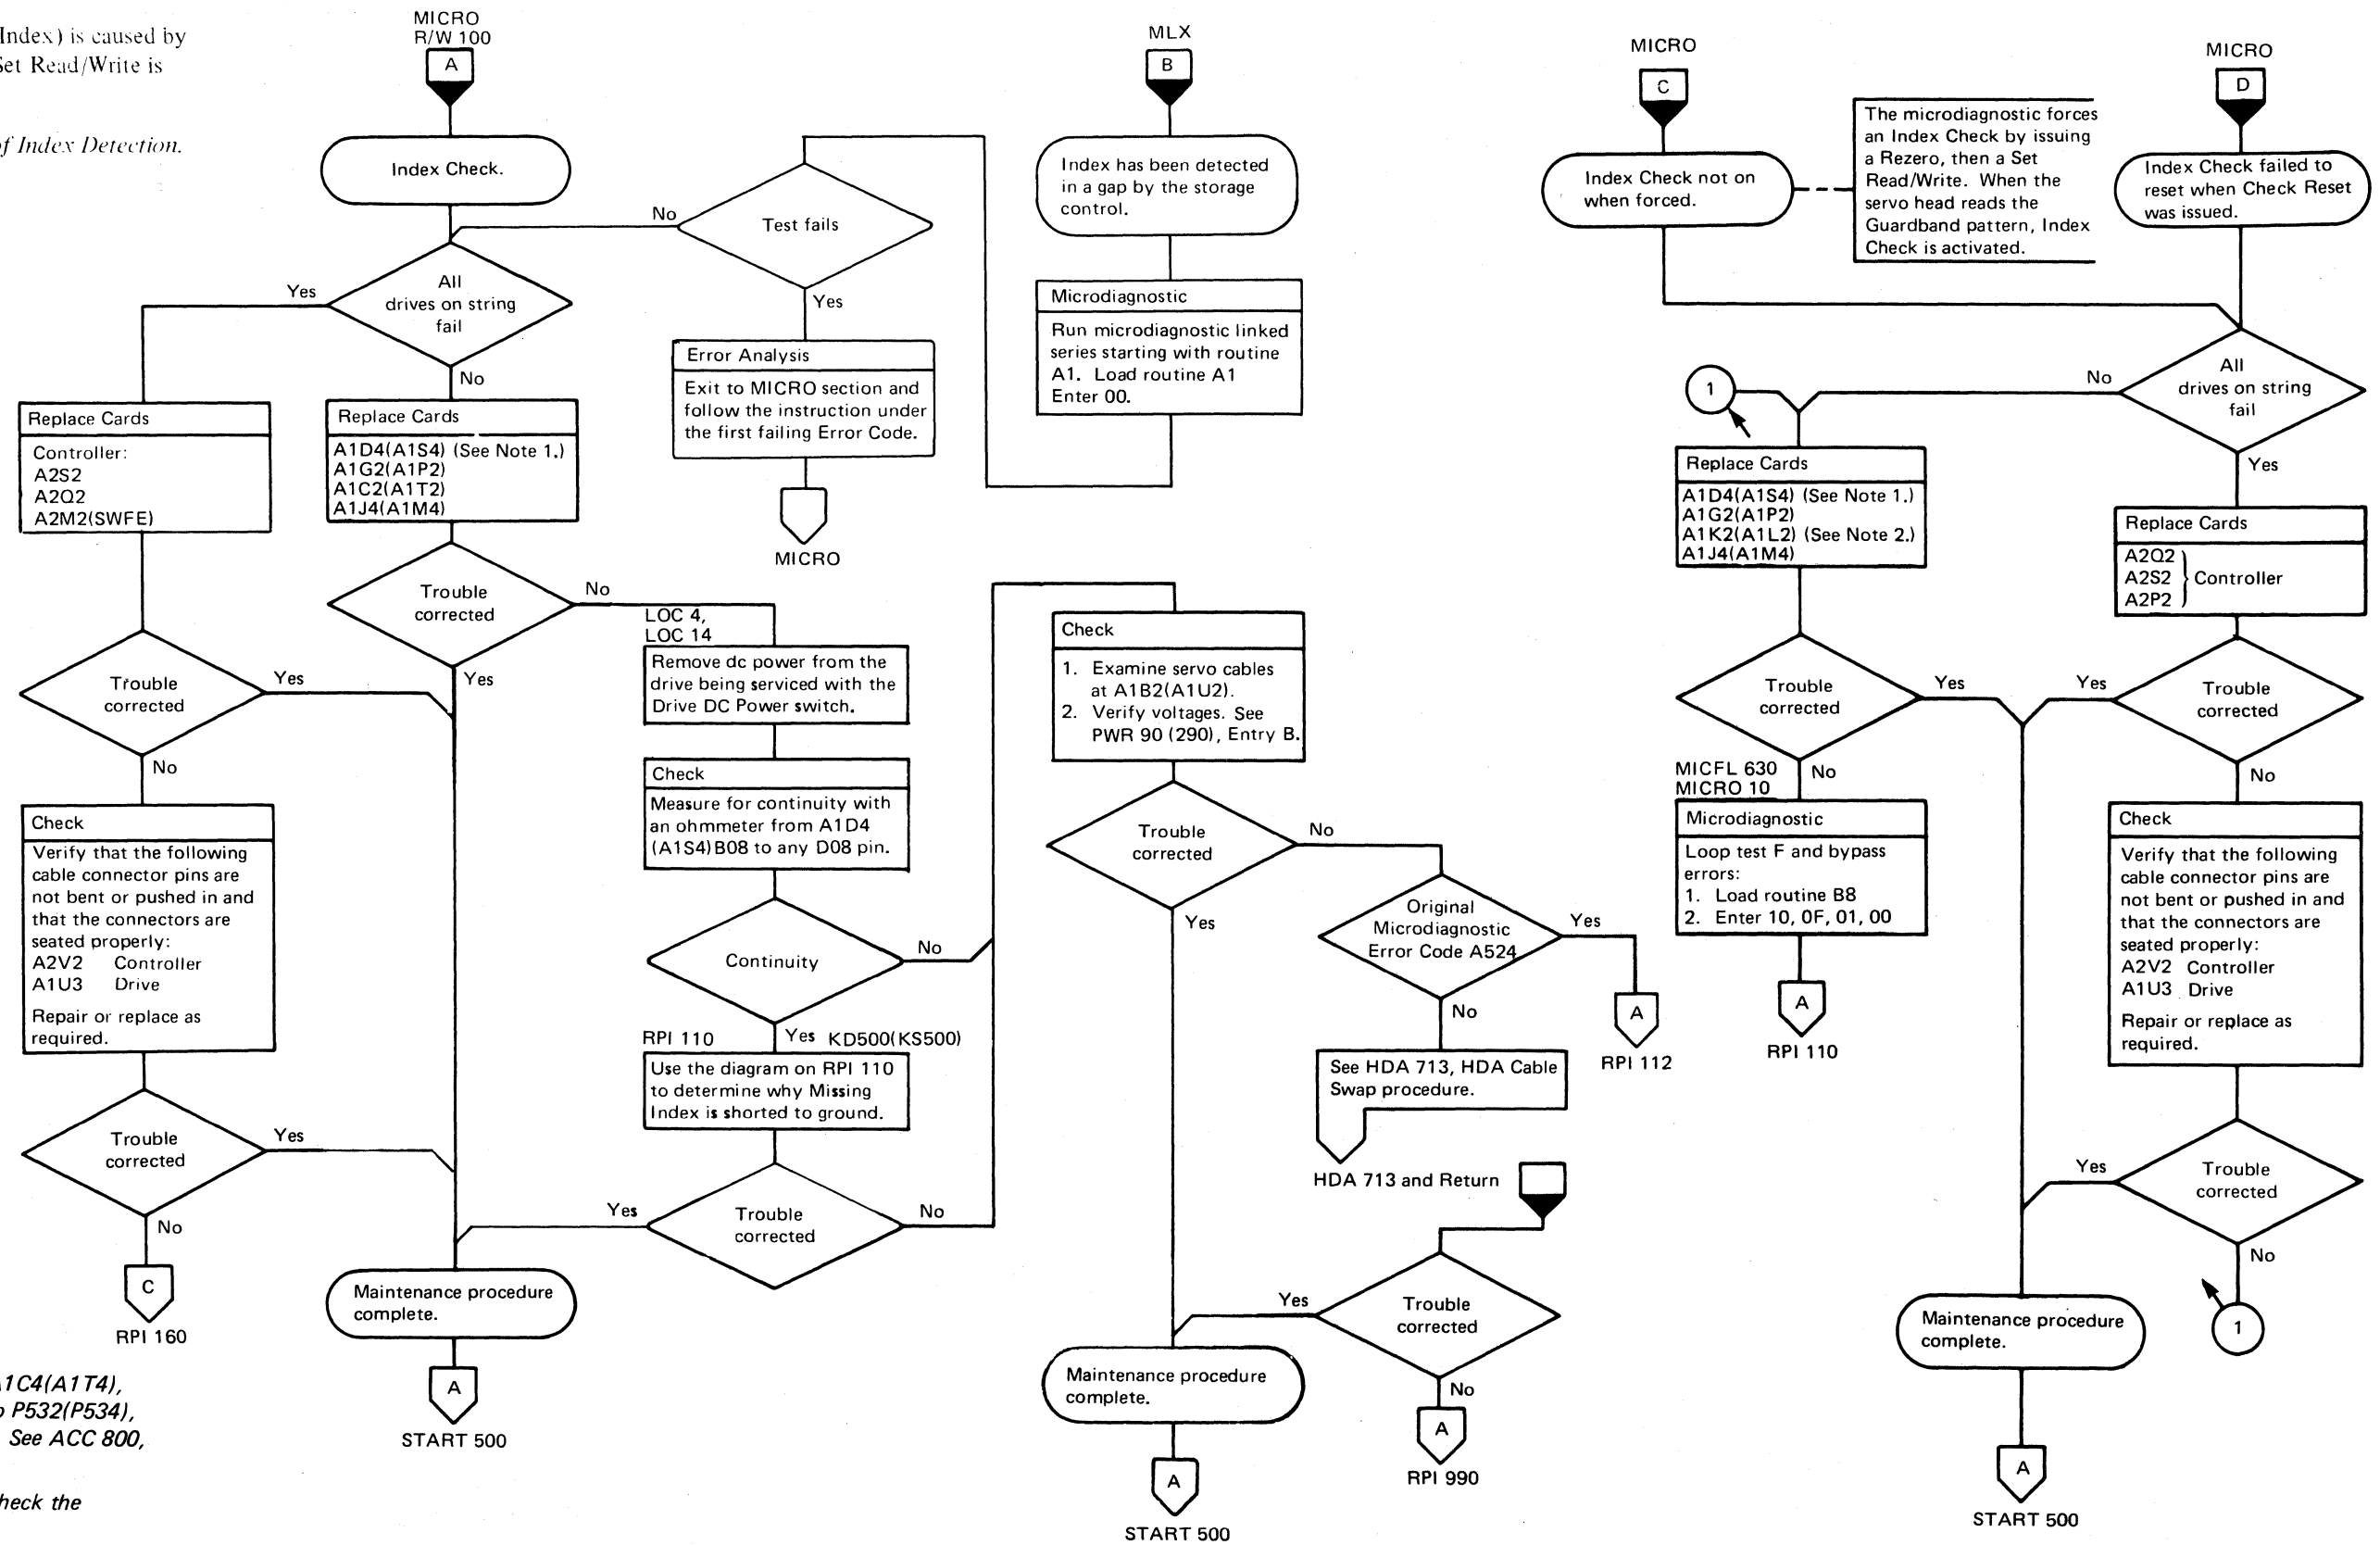 Index) is caused by
Set Read/Write is
of Index Detection.
MICRO
R/W 100
A
Index Check.
All
drives on string
fail
Yes
No
Replace Cards
Controller:
A2S2
A2Q2
A2M2(SWFE)
Trouble
corrected
Yes
No
Check
Verify that the following
cable connector pins are
not bent or pushed in and
that the connectors are
seated properly:
A2V2 Controller
A1U3 Drive
Repair or replace as
required.
Trouble
corrected
Yes
No
C
RPI 160
A1C4(A1T4),
P532(P534),
See ACC 800,
check the
Replace Cards
A1D4(A1S4) (See Note 1.)
A1G2(A1P2)
A1C2(A1T2)
A1J4(A1M4)
Trouble
corrected
No
Yes
Maintenance procedure
complete.
A
START 500
No
Test fails
Yes
Error Analysis
Exit to MICRO section and
follow the instruction under
the first failing Error Code.
MICRO
LOC 4,
LOC 14
Remove dc power from the
drive being serviced with the
Drive DC Power switch.
Check
Measure for continuity with
an ohmmeter from A1D4
(A1S4)B08 to any D08 pin.
Continuity
No
Yes
RPI 110
KD500(KS500)
Use the diagram on RPI 110
to determine why Missing
Index is shorted to ground.
Trouble
corrected
Yes
No
MLX
B
Index has been detected
in a gap by the storage
control.
Microdiagnostic
Run microdiagnostic linked
series starting with routine
A1. Load routine A1
Enter 00.
Check
1. Examine servo cables
at A1B2(A1U2).
2. Verify voltages. See
PWR 90 (290), Entry B.
Trouble
corrected
No
Yes
Original
Microdiagnostic
Error Code A524
Yes
No
A
RPI 112
See HDA 713, HDA Cable
Swap procedure.
HDA 713 and Return
Trouble
corrected
Yes
No
A
RPI 990
Maintenance procedure
complete.
A
START 500
MICRO
C
Index Check not on
when forced.
The microdiagnostic forces
an Index Check by issuing
a Rezero, then a Set
Read/Write. When the
servo head reads the
Guardband pattern, Index
Check is activated.
MICRO
D
Index Check failed to
reset when Check Reset
was issued.
All
drives on string
fail
No
Yes
1
Replace Cards
A1D4(A1S4) (See Note 1.)
A1G2(A1P2)
A1K2(A1L2) (See Note 2.)
A1J4(A1M4)
Trouble
corrected
Yes
No
MICFL 630
MICRO 10
Microdiagnostic
Loop test F and bypass
errors:
1. Load routine B8
2. Enter 10, 0F, 01, 00
A
RPI 110
Replace Cards
A2Q2
A2S2
A2P2
Controller
Trouble
corrected
Yes
No
Check
Verify that the following
cable connector pins are
not bent or pushed in and
that the connectors are
seated properly:
A2V2 Controller
A1U3 Drive
Repair or replace as
required.
Trouble
corrected
Yes
No
1
Maintenance procedure
complete.
A
START 500